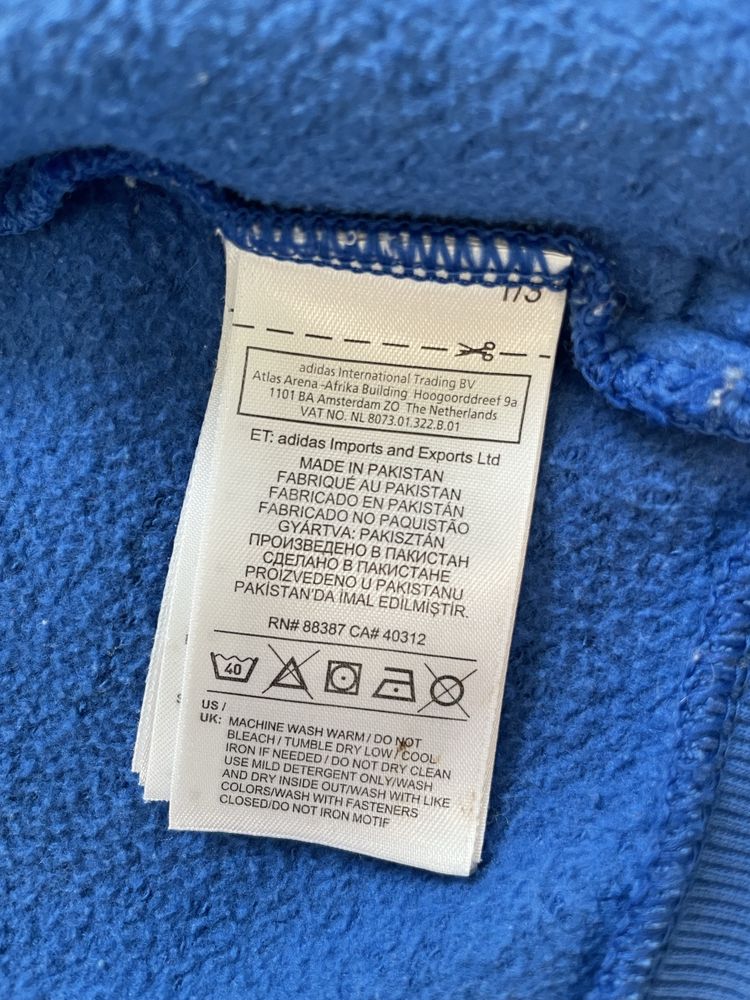 1/3
adidas International Trading BV
Atlas Arena -Afrika Building Hoogoorddreef 9a
1101 BA Amsterdam ZO The Netherlands
VAT NO. NL 8073.01.322.B.01
ET: adidas Imports and Exports Ltd
MADE IN PAKISTAN
FABRIQUÉ AU PAKISTAN
FABRICADO EN PAKISTÁN
FABRICADO NO PAQUISTÃO
GYÁRTVA: PAKISZTÁN
ПРОИЗВЕДЕНО В ПАКИСТАН
СДЕЛАНО В ПАКИСТАНЕ
PROIZVEDENO U PAKISTANU
PAKİSTAN'DA İMAL EDİLMİŞTİR.
RN# 88387 CA# 40312
40
US /
UK: MACHINE WASH WARM / DO NOT
BLEACH / TUMBLE DRY LOW / COOL
IRON IF NEEDED / DO NOT DRY CLEAN
USE MILD DETERGENT ONLY/WASH
AND DRY INSIDE OUT/WASH WITH LIKE
COLORS/WASH WITH FASTENERS
CLOSED/DO NOT IRON MOTIF